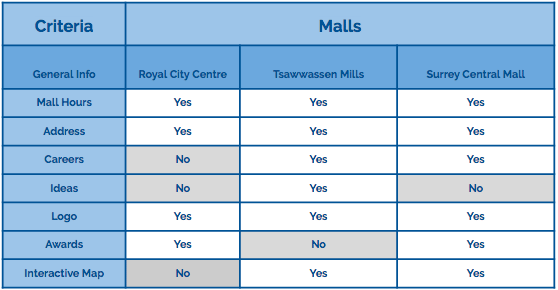 Criteria Malls
General Info Royal City Centre Tsawwassen Mills Surrey Central Mall
Mall Hours Yes Yes Yes
Address Yes Yes Yes
Careers No Yes Yes
Ideas No Yes No
Logo Yes Yes Yes
Awards Yes No Yes
Interactive Map No Yes Yes